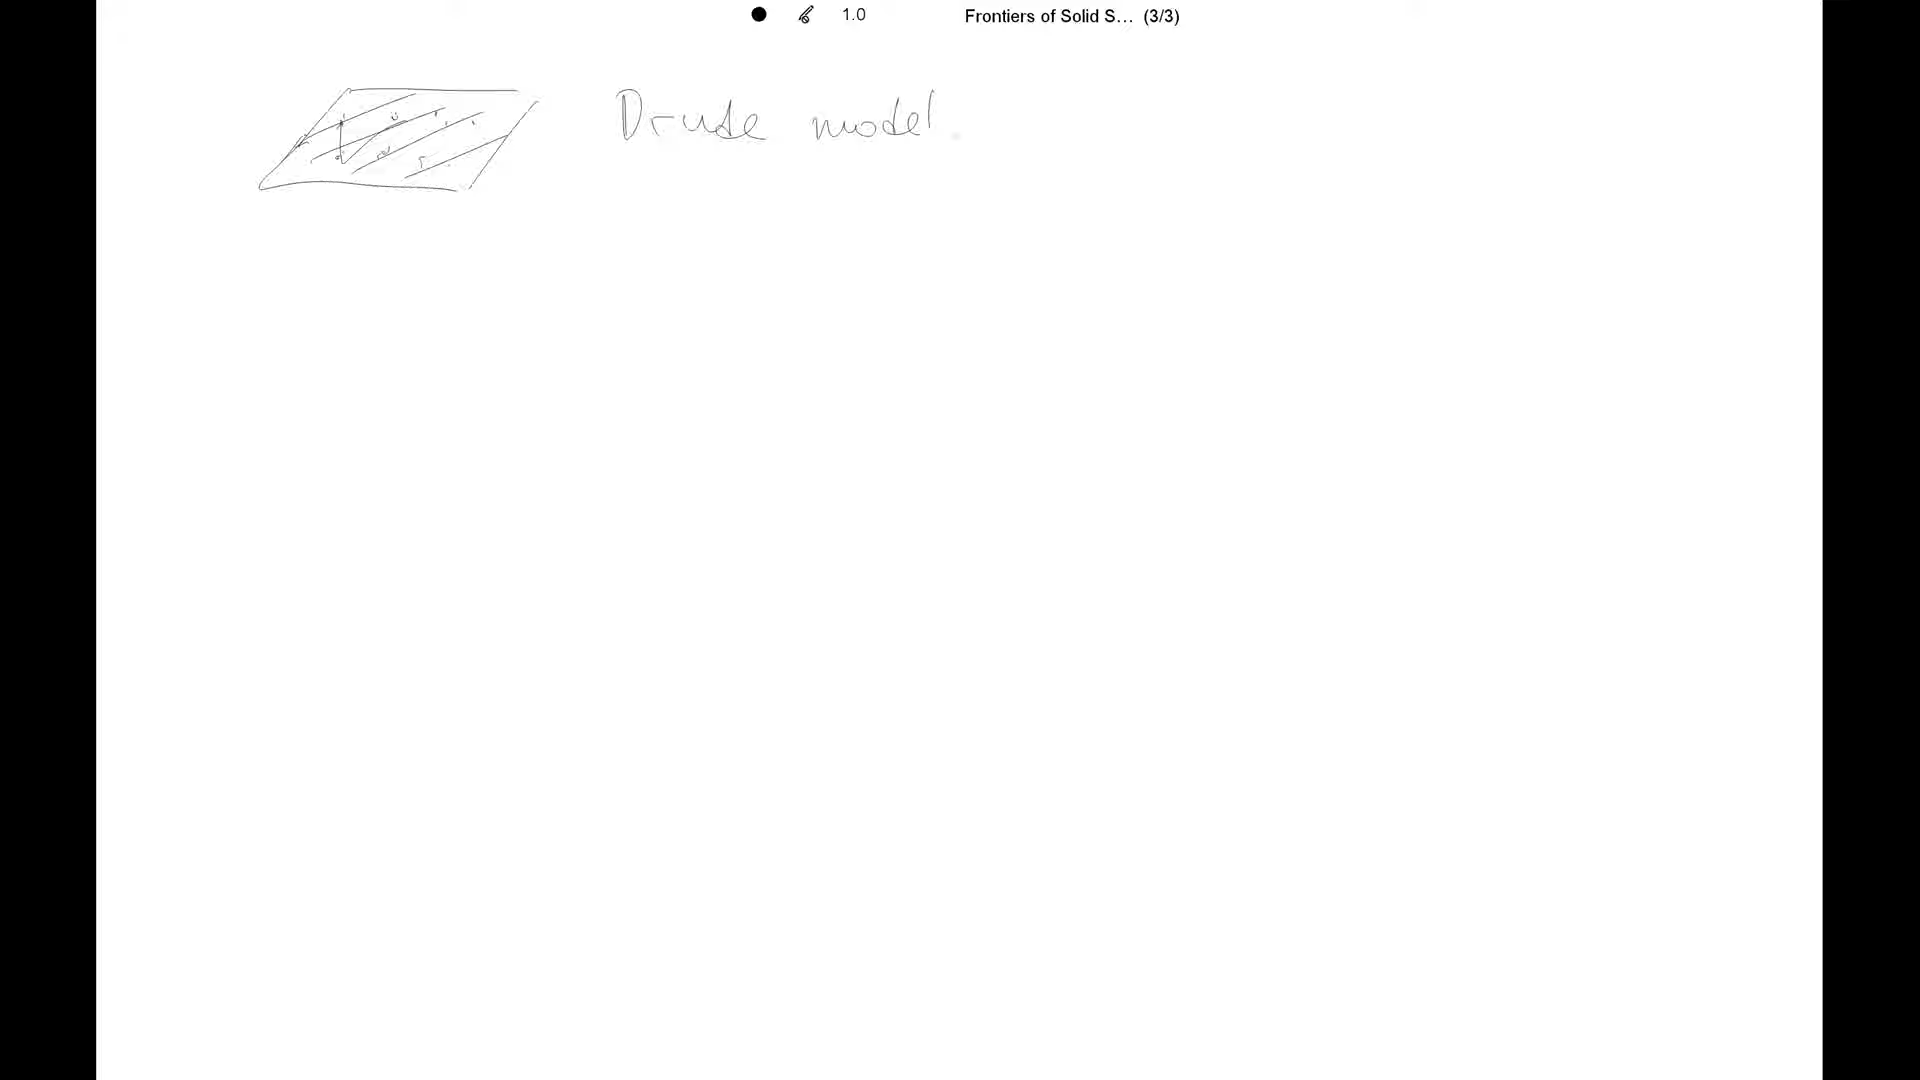 1.0 Frontiers of Solid S... (3/3)
Drude model